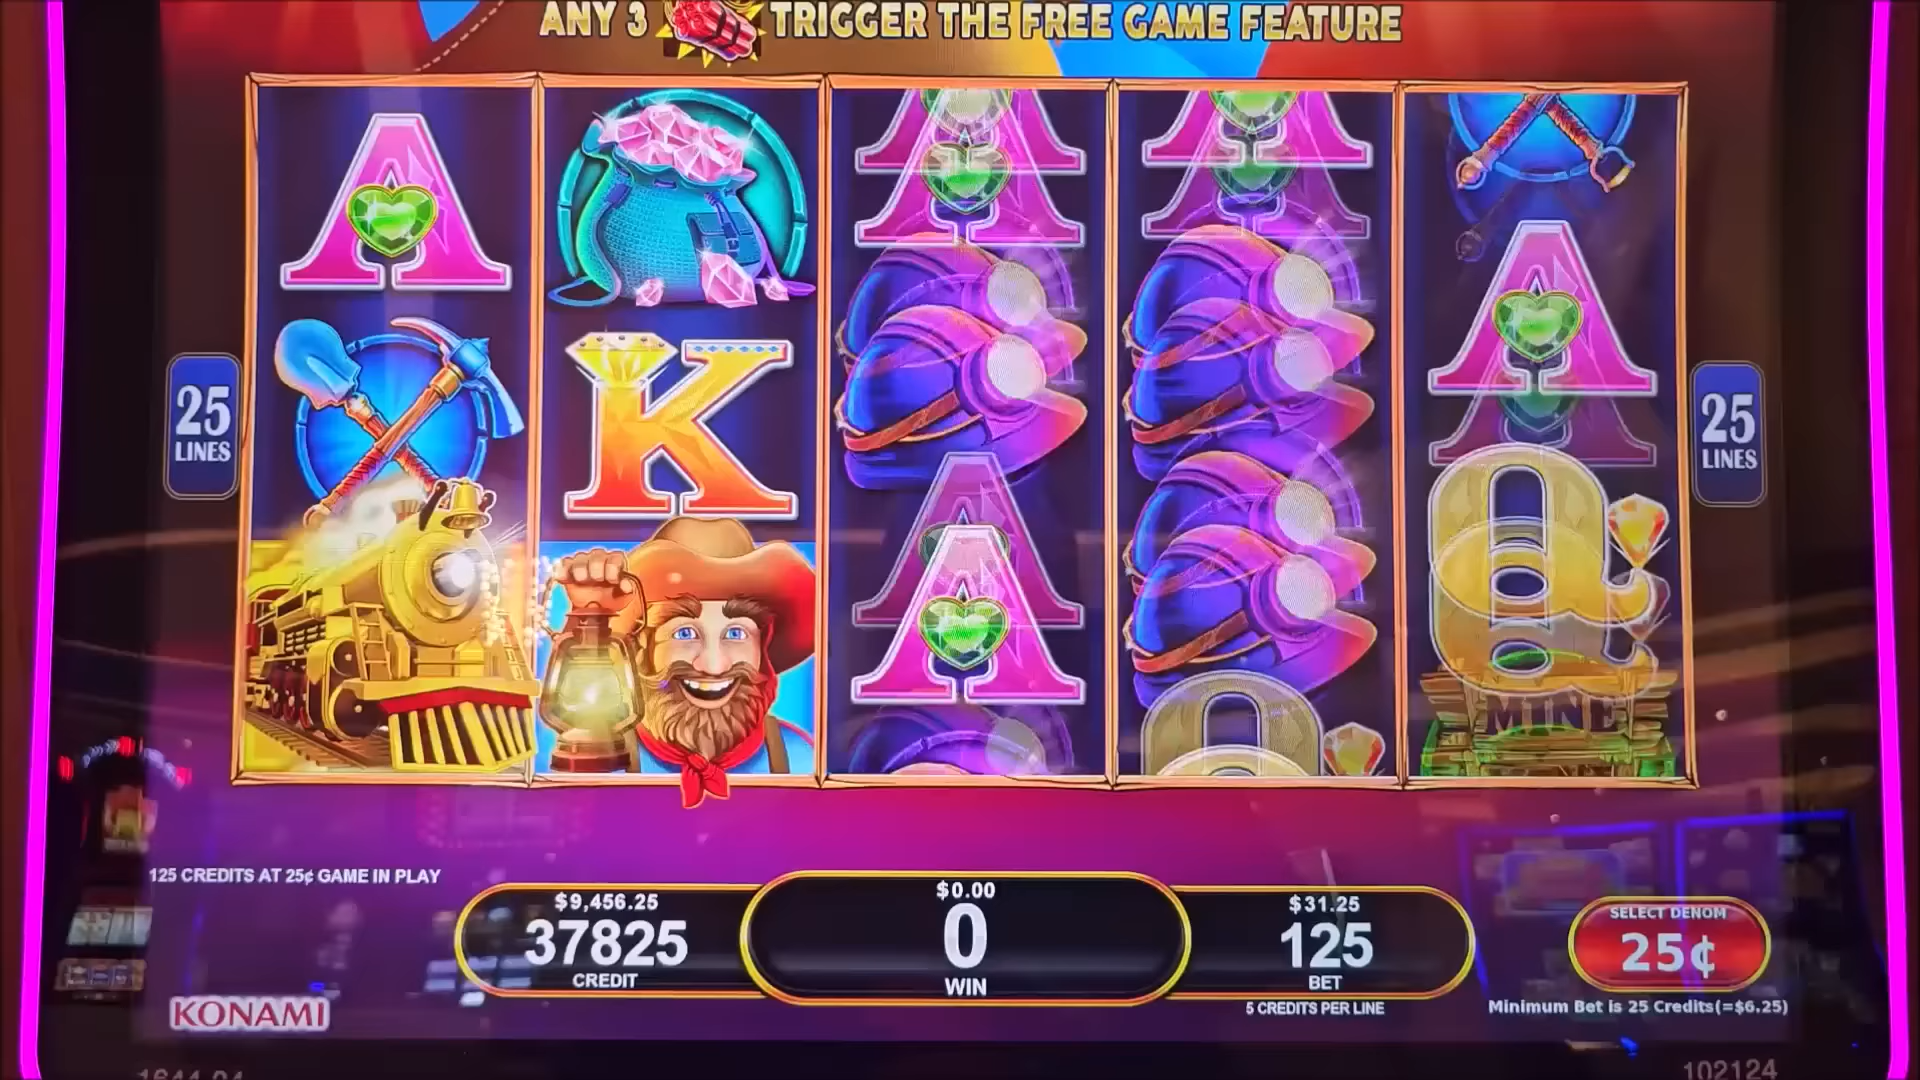 ANY 3 TRIGGER THE FREE GAME FEATURE
A
K
A
A
A
A
A
A
Q
Q
Q
MINE
25
LINES
25
LINES
125 CREDITS AT 25¢ GAME IN PLAY
$9,456.25
37825
CREDIT
$0.00
0
WIN
$31.25
125
BET
5 CREDITS PER LINE
SELECT DENOM
25¢
Minimum Bet is 25 Credits(=$6.25)
KONAMI
102124